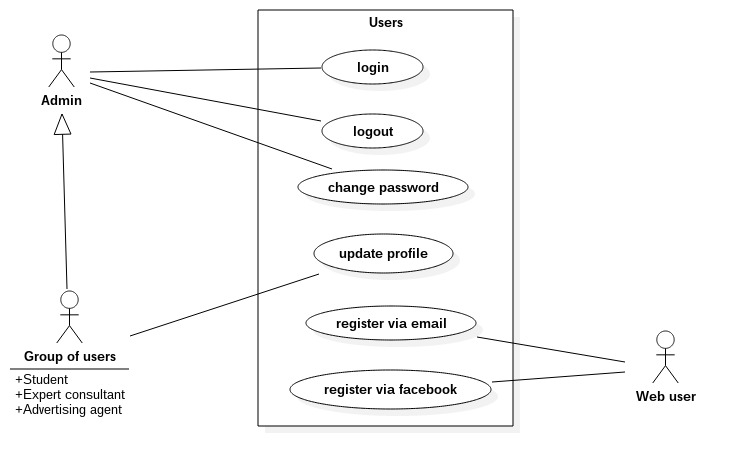 Users
login
Admin
logout
change password
update profile
register via email
Group of users
+Student
+Expert consultant
+Advertising agent
register via facebook
Web user